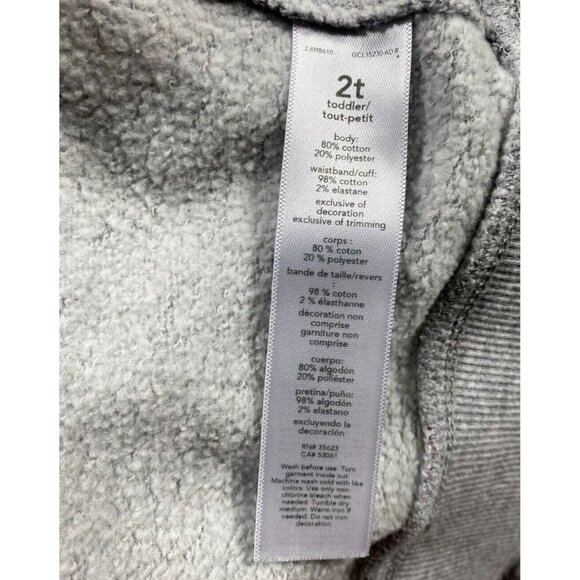 2J098610 GCL15230-AD R
2t
toddler/
tout-petit
body:
80% cotton
20% polyester
waistband/cuff:
98% cotton
2% elastane
exclusive of
decoration
exclusive of trimming
corps :
80 % coton
20 % polyester
bande de taille/revers
:
98 % coton
2 % élasthanne
décoration non
comprise
garniture non
comprise
cuerpo:
80% algodón
20% poliéster
pretina/puño:
98% algodón
2% elastano
excluyendo la
decoración
RN# 35623
CA# 53061
Wash before use. Turn
garment inside out.
Machine wash cold with like
colors. Use only non
chlorine bleach when
needed. Tumble dry
medium. Warm iron if
needed. Do not iron
decoration